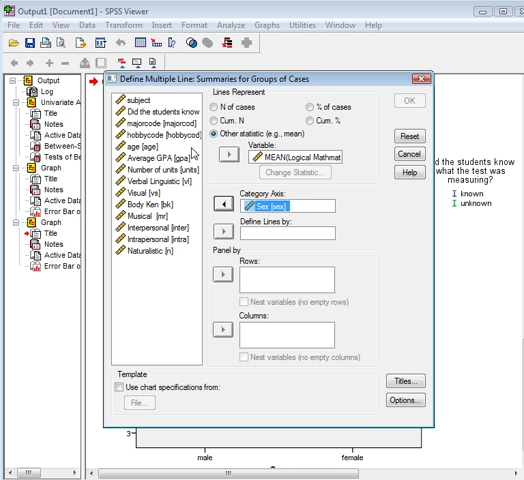 Output1 [Document1] - SPSS Viewer
File Edit View Data Transform Insert Format Analyze Graphs Utilities
Output
Log
Univariate A
Title
Notes
Active Data
Between-S
Tests of Be
Graph
Title
Notes
Active Data
Error Bar o
Graph
Title
Notes
Active Data
Error Bar o
Define Multiple Line: Summaries for Groups of Cases
subject
Did the students know
majorcode [majorcod]
hobbycode [hobbycod]
age [age]
Average GPA [gpa]
Number of units [units]
Verbal Linguistic [vl]
Visual [vs]
Body Ken [bk]
Musical [mr]
Interpersonal [inter]
Intrapersonal [intra]
Naturalistic [n]
Lines Represent
N of cases
% of cases
Cum. N
Cum. %
Other statistic (e.g., mean)
Variable:
MEAN(Logical Mathmat
Change Statistic...
Category Axis:
Sex [sex]
Define Lines by:
Panel by
Rows:
Nest variables (no empty rows)
Columns:
Nest variables (no empty columns)
Template
Use chart specifications from:
File...
OK
Reset
Cancel
Help
Titles...
Options...
d the students know
what the test was
measuring?
known
unknown
3
male female